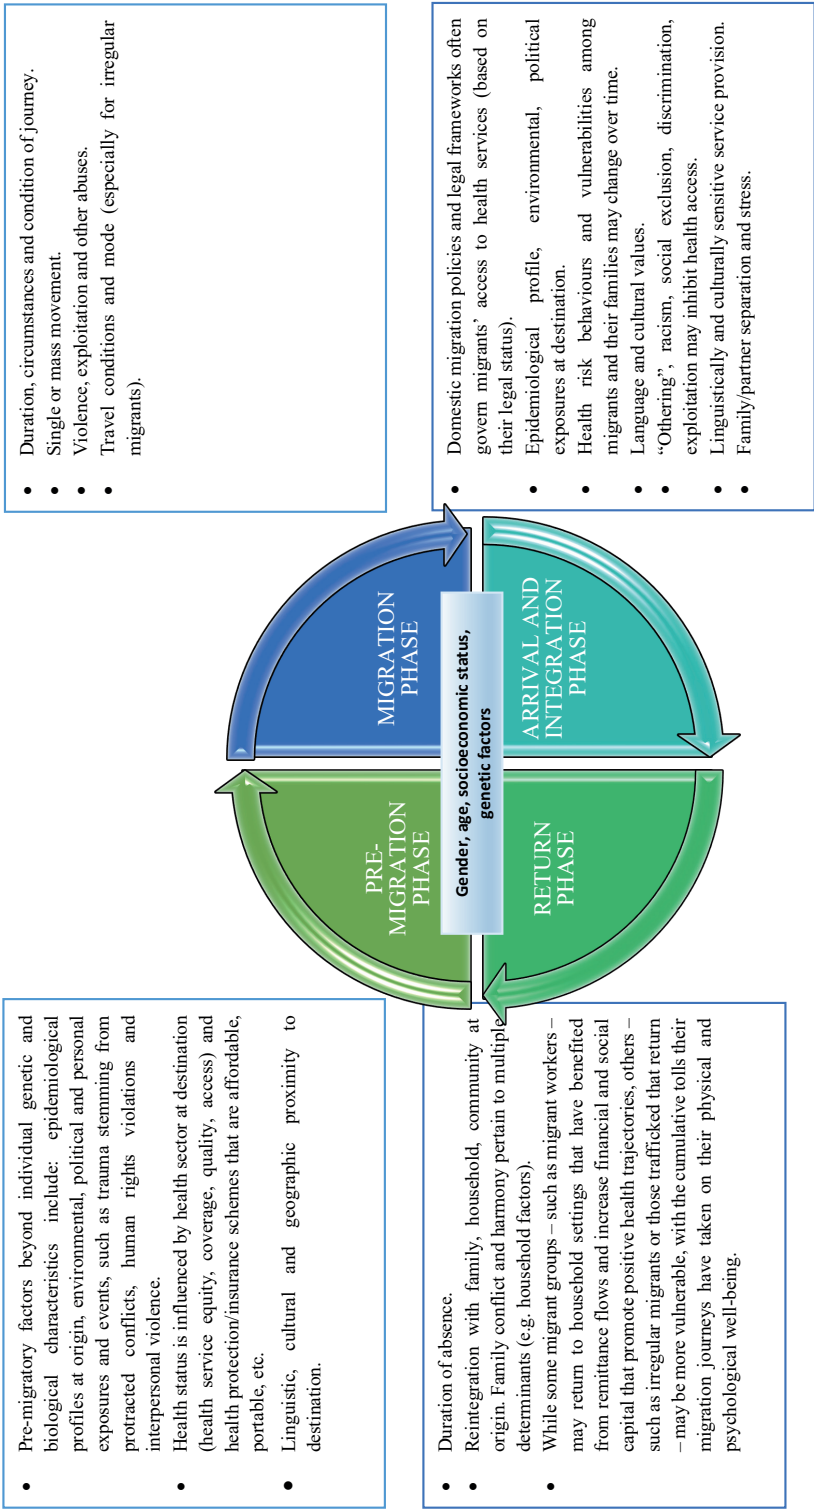 Pre-migratory factors beyond individual genetic and
biological characteristics include: epidemiological
profiles at origin, environmental, political and personal
exposures and events, such as trauma stemming from
protracted conflicts, human rights violations and
interpersonal violence.
Health status is influenced by health sector at destination
(health service equity, coverage, quality, access) and
health protection/insurance schemes that are affordable,
portable, etc.
Linguistic, cultural and geographic proximity to
destination.
Duration, circumstances and condition of journey.
Single or mass movement.
Violence, exploitation and other abuses.
Travel conditions and mode (especially for irregular
migrants).
PRE-
MIGRATION
PHASE
MIGRATION
PHASE
Gender, age, socioeconomic status,
genetic factors
RETURN
PHASE
ARRIVAL AND
INTEGRATION
PHASE
Duration of absence.
Reintegration with family, household, community at
origin. Family conflict and harmony pertain to multiple
determinants (e.g. household factors).
While some migrant groups – such as migrant workers –
may return to household settings that have benefited
from remittance flows and increase financial and social
capital that promote positive health trajectories, others –
such as irregular migrants or those trafficked that return
– may be more vulnerable, with the cumulative tolls their
migration journeys have taken on their physical and
psychological well-being.
Domestic migration policies and legal frameworks often
govern migrants’ access to health services (based on
their legal status).
Epidemiological profile, environmental, political
exposures at destination.
Health risk behaviours and vulnerabilities among
migrants and their families may change over time.
Language and cultural values.
“Othering”, racism, social exclusion, discrimination,
exploitation may inhibit health access.
Linguistically and culturally sensitive service provision.
Family/partner separation and stress.